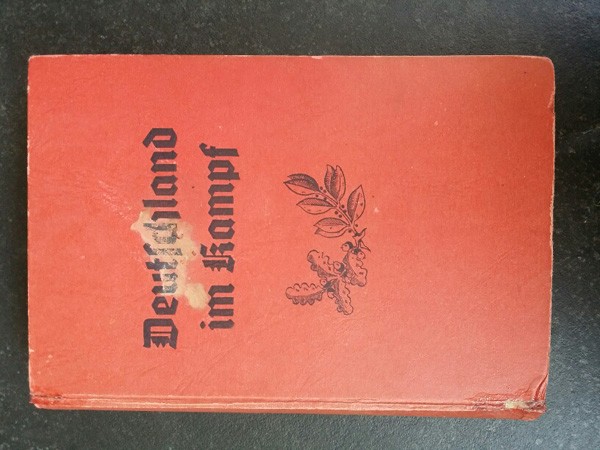 Deutschland
im Kampf